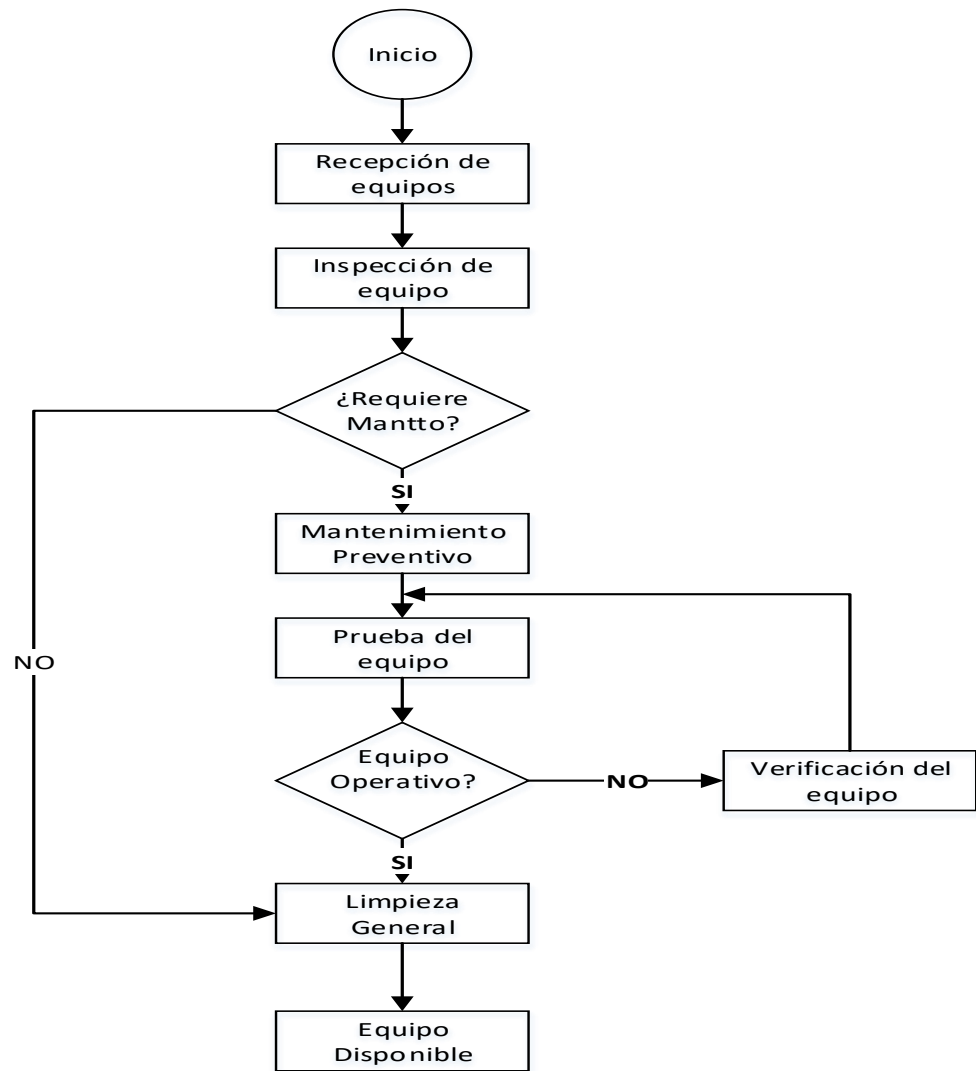 Inicio
Recepción de
equipos
Inspección de
equipo
¿Requiere
Mantto?
SI
Mantenimiento
Preventivo
Prueba del
equipo
NO
Equipo
Operativo?
NO
Verificación del
equipo
SI
Limpieza
General
Equipo
Disponible